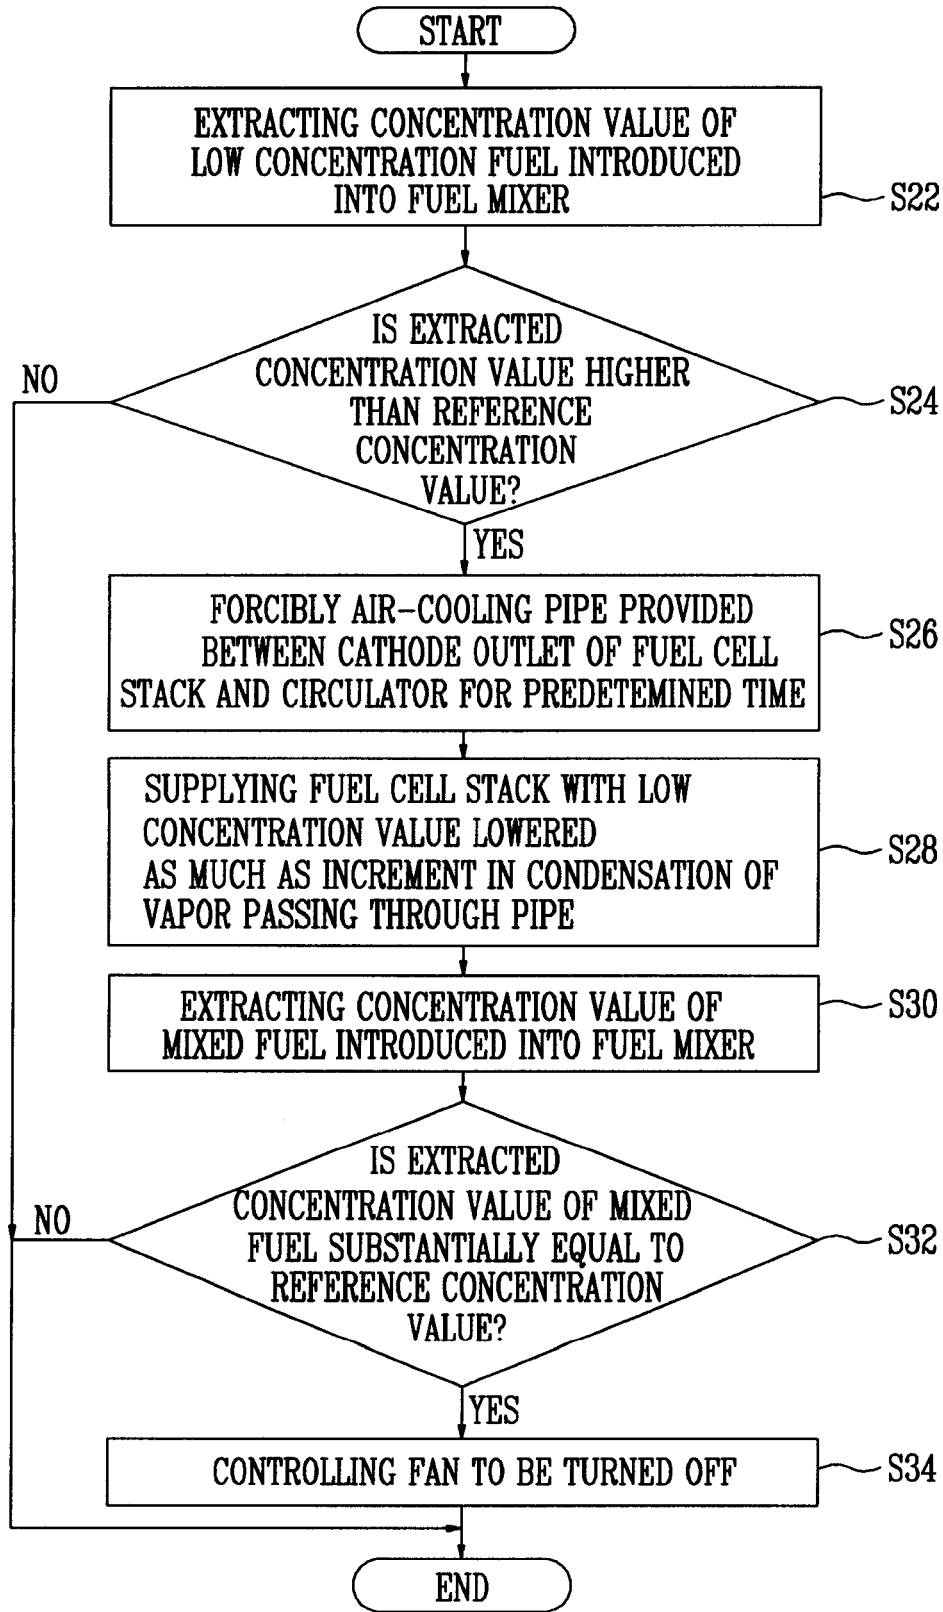 START
EXTRACTING CONCENTRATION VALUE OF
LOW CONCENTRATION FUEL INTRODUCED
INTO FUEL MIXER
S22
IS EXTRACTED
CONCENTRATION VALUE HIGHER
THAN REFERENCE
CONCENTRATION
VALUE?
NO
S24
YES
FORCIBLY AIR-COOLING PIPE PROVIDED
BETWEEN CATHODE OUTLET OF FUEL CELL
STACK AND CIRCULATOR FOR PREDETEMINED TIME
S26
SUPPLYING FUEL CELL STACK WITH LOW
CONCENTRATION VALUE LOWERED
AS MUCH AS INCREMENT IN CONDENSATION OF
VAPOR PASSING THROUGH PIPE
S28
EXTRACTING CONCENTRATION VALUE OF
MIXED FUEL INTRODUCED INTO FUEL MIXER
S30
IS EXTRACTED
CONCENTRATION VALUE OF MIXED
FUEL SUBSTANTIALLY EQUAL TO
REFERENCE CONCENTRATION
VALUE?
NO
S32
YES
CONTROLLING FAN TO BE TURNED OFF
S34
END